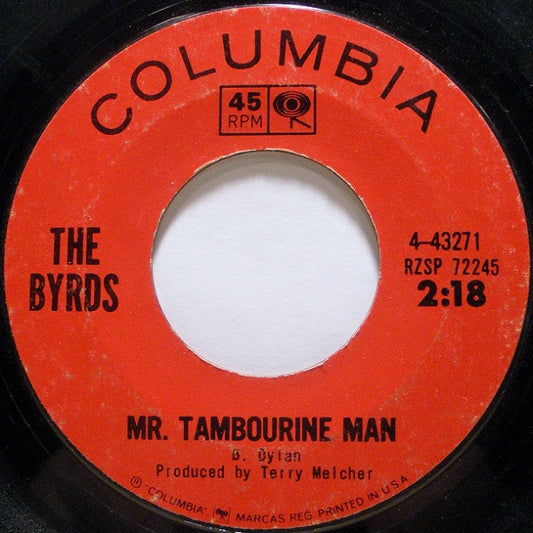 COLUMBIA
45
RPM
THE
BYRDS
4-43271
RZSP 72245
2:18
MR. TAMBOURINE MAN
B. Dylan
Produced by Terry Melcher
® "COLUMBIA" MARCAS REG. PRINTED IN U.S.A.